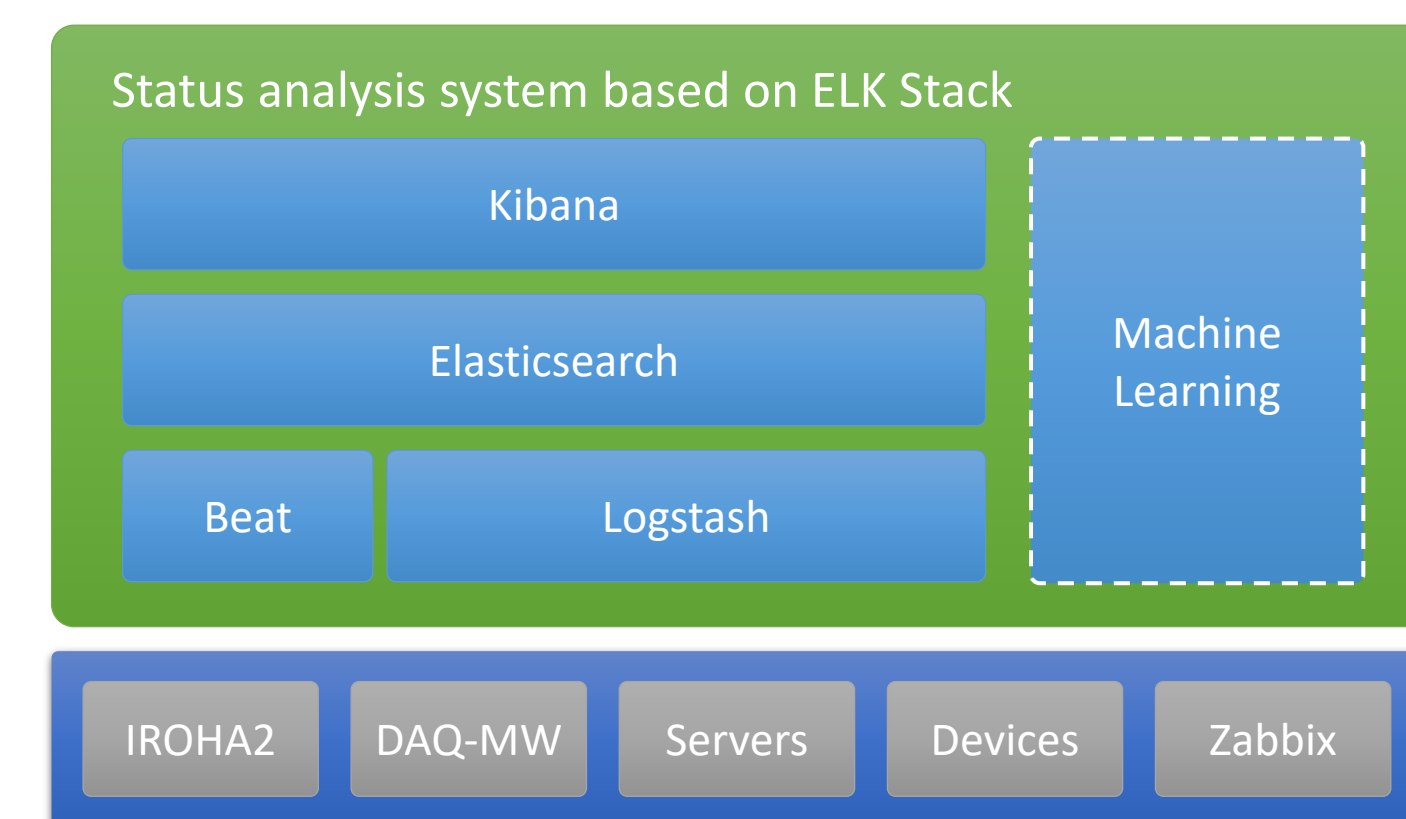 Status analysis system based on ELK Stack
Kibana
Elasticsearch
Machine
Learning
Beat
Logstash
IROHA2
DAQ-MW
Servers
Devices
Zabbix